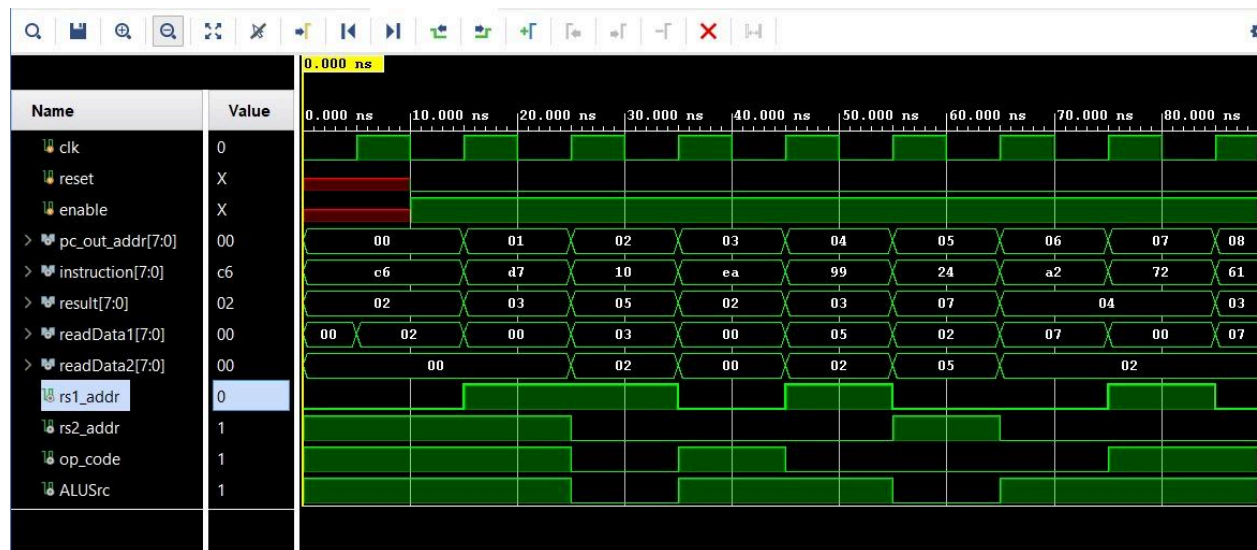 0.000 ns
Name Value 0.000 ns 10.000 ns 20.000 ns 30.000 ns 40.000 ns 50.000 ns 60.000 ns 70.000 ns 80.000 ns
clk 0
reset X
enable X
pc_out_addr[7:0] 00 00 01 02 03 04 05 06 07 08
instruction[7:0] c6 c6 d7 10 ea 99 24 a2 72 61
result[7:0] 02 02 03 05 02 03 07 04 03
readData1[7:0] 00 00 02 00 03 00 05 02 07 00 07
readData2[7:0] 00 00 02 00 02 05 02
rs1_addr 0
rs2_addr 1
op_code 1
ALUSrc 1